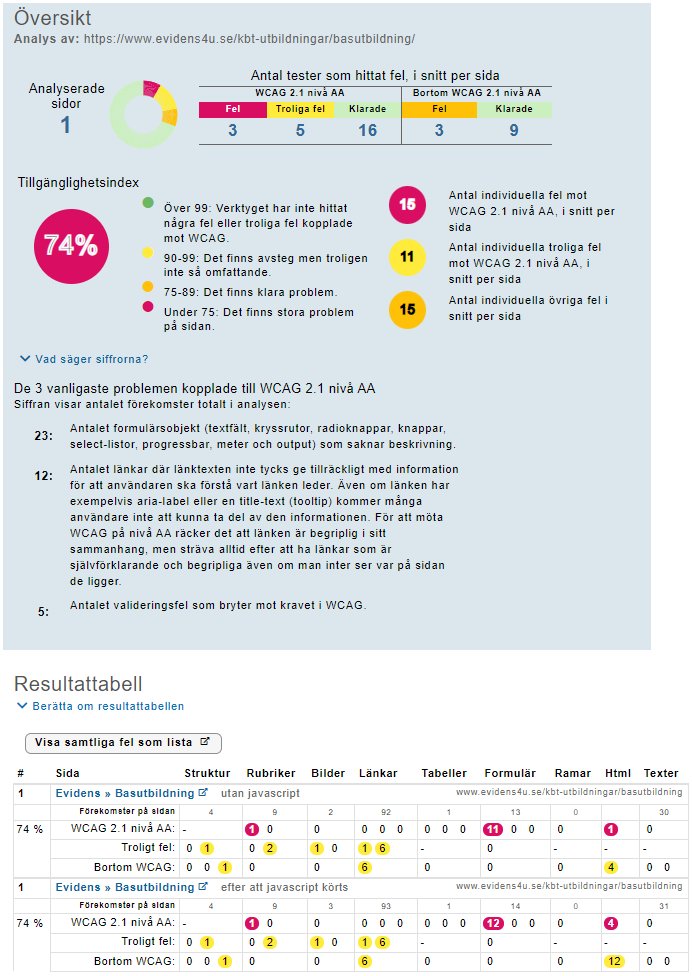 Översikt
Analys av: https://www.evidens4u.se/kbt-utbildningar/basutbildning/
Analyserade
sidor
1
Antal tester som hittat fel, i snitt per sida
WCAG 2.1 nivå AA Bortom WCAG 2.1 nivå AA
Fel Troliga fel Klarade Fel Klarade
3 5 16 3 9
Tillgänglighetsindex
74%
Över 99: Verktyget har inte hittat
några fel eller troliga fel kopplade
mot WCAG.
90-99: Det finns avsteg men troligen
inte så omfattande.
75-89: Det finns klara problem.
Under 75: Det finns stora problem
på sidan.
15 Antal individuella fel mot
WCAG 2.1 nivå AA, i snitt per
sida
11 Antal individuella troliga fel
mot WCAG 2.1 nivå AA, i
snitt per sida
15 Antal individuella övriga fel i
snitt per sida
Vad säger siffrorna?
De 3 vanligaste problemen kopplade till WCAG 2.1 nivå AA
Siffran visar antalet förekomster totalt i analysen:
23: Antalet formulärsobjekt (textfält, kryssrutor, radioknappar, knappar,
select-listor, progressbar, meter och output) som saknar beskrivning.
12: Antalet länkar där länktexten inte tycks ge tillräckligt med information
för att användaren ska förstå vart länken leder. Även om länken har
exempelvis aria-label eller en title-text (tooltip) kommer många
användare inte att kunna ta del av den informationen. För att möta
WCAG på nivå AA räcker det att länken är begriplig i sitt
sammanhang, men sträva alltid efter att ha länkar som är
självförklarande och begripliga även om man inter ser var på sidan
de ligger.
5: Antalet valideringsfel som bryter mot kravet i WCAG.
Resultattabell
Berätta om resultattabellen
Visa samtliga fel som lista
# Sida Struktur Rubriker Bilder Länkar Tabeller Formulär Ramar Html Texter
1 Evidens » Basutbildning utan javascript www.evidens4u.se/kbt-utbildningar/basutbildning
Förekomster på sidan 4 9 2 92 1 13 0 30
74 % WCAG 2.1 nivå AA: - 1 0 0 0 0 0 0 0 0 11 0 0 0 1 0
Troligt fel: 0 1 0 2 1 0 1 6 - 0 - - -
Bortom WCAG: 0 0 1 0 6 0 4 0 0
1 Evidens » Basutbildning efter att javascript körts www.evidens4u.se/kbt-utbildningar/basutbildning
Förekomster på sidan 4 9 3 93 1 14 0 31
74 % WCAG 2.1 nivå AA: - 1 0 0 0 0 0 0 0 0 12 0 0 0 4 0
Troligt fel: 0 1 0 2 1 0 1 6 - 0 - - -
Bortom WCAG: 0 0 1 0 6 0 12 0 0